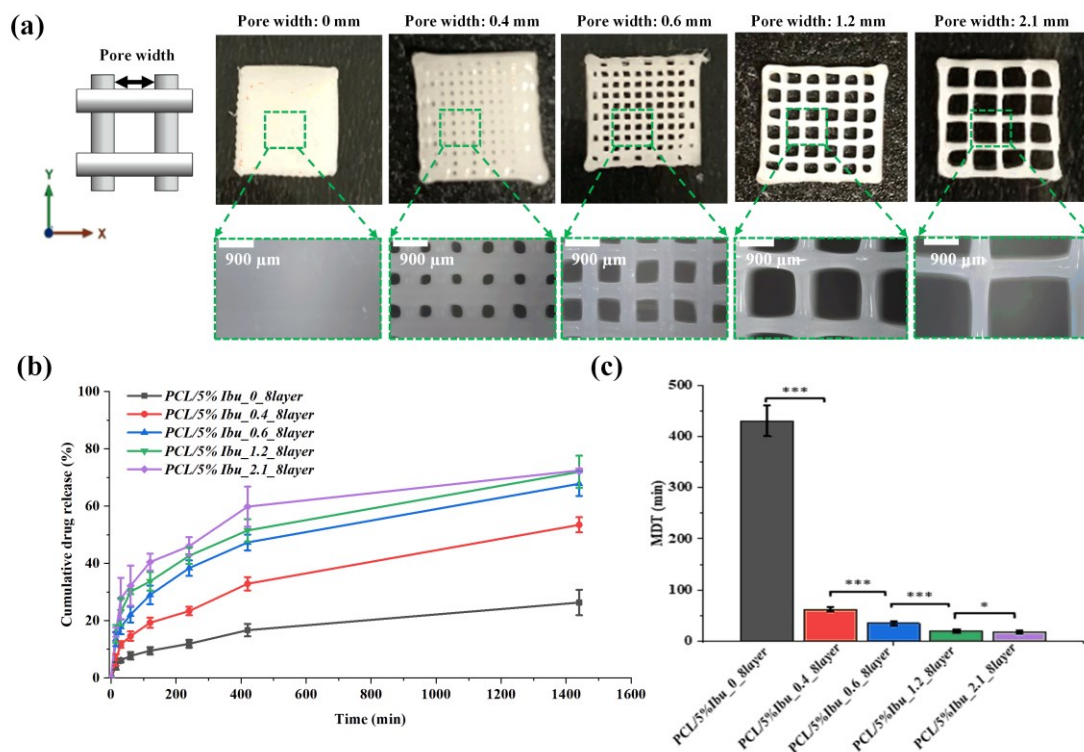 (a)
Pore width
Y
X
Pore width: 0 mm
Pore width: 0.4 mm
Pore width: 0.6 mm
Pore width: 1.2 mm
Pore width: 2.1 mm
900 µm
900 µm
900 µm
900 µm
900 µm
(b)
100
80
60
40
20
0
Cumulative drug release (%)
PCL/5% Ibu_0_8layer
PCL/5% Ibu_0.4_8layer
PCL/5% Ibu_0.6_8layer
PCL/5% Ibu_1.2_8layer
PCL/5% Ibu_2.1_8layer
0 200 400 600 800 1000 1200 1400 1600
Time (min)
(c)
500
400
300
200
100
0
MDT (min)
***
***
***
*
PCL/5%Ibu_0_8layer
PCL/5%Ibu_0.4_8layer
PCL/5%Ibu_0.6_8layer
PCL/5%Ibu_1.2_8layer
PCL/5%Ibu_2.1_8layer